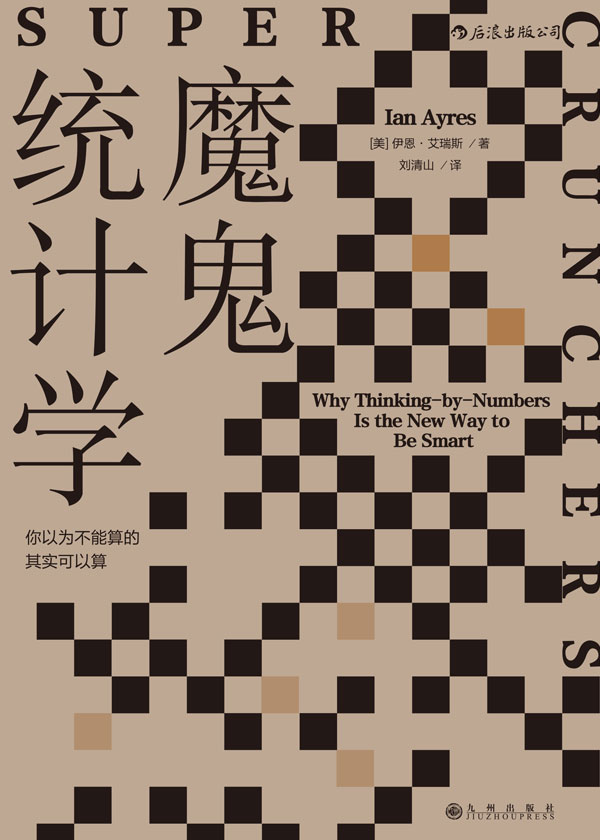 SUPER
CRUNCHERS
后浪出版公司
魔鬼
统计学
Ian Ayres
[美] 伊恩·艾瑞斯 / 著
刘清山 / 译
Why Thinking-by-Numbers
Is the New Way to
Be Smart
你以为不能算的
其实可以算
九州出版社
JIUZHOUPRESS